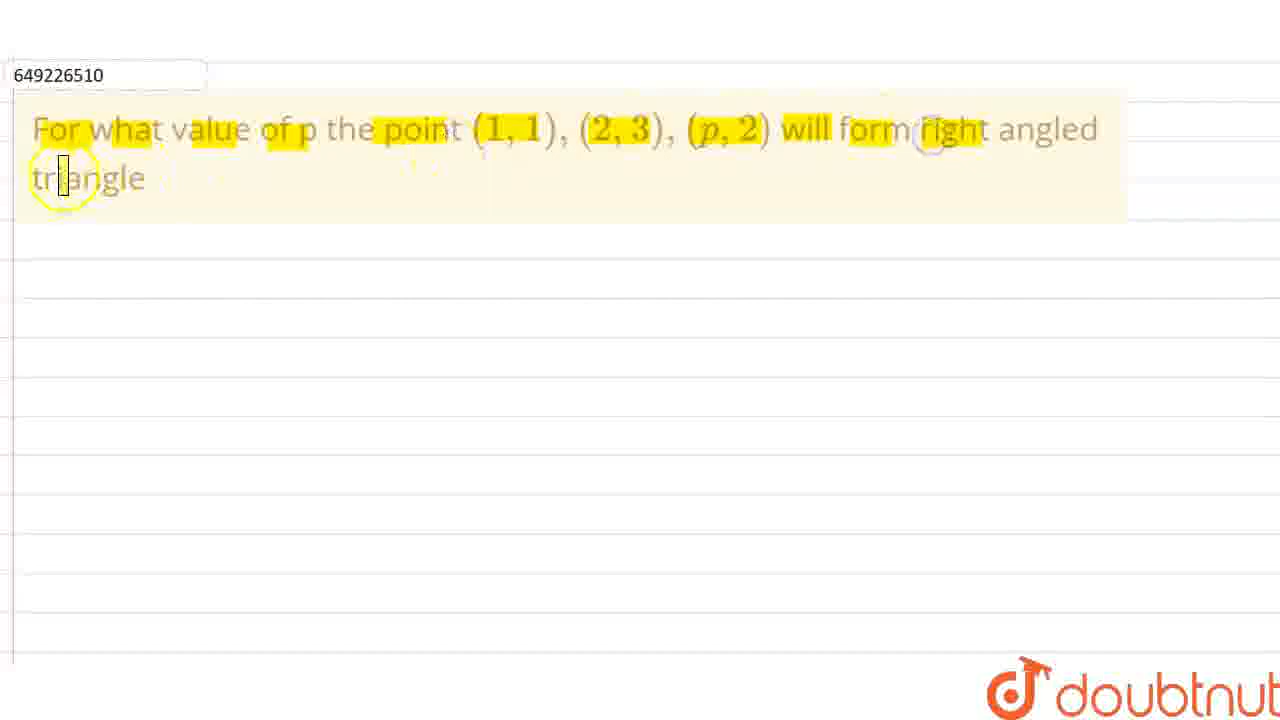 649226510
For what value of p the point (1, 1), (2, 3), (p, 2) will form right angled
triangle
doubtnut